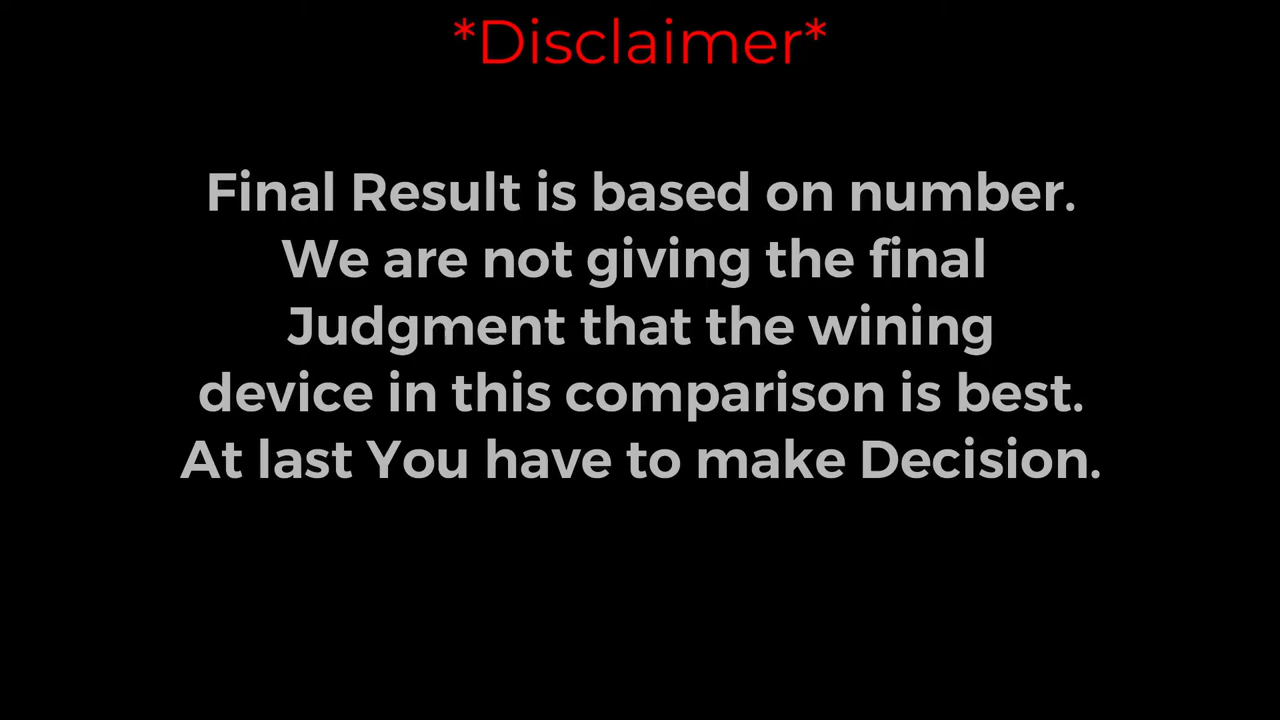 *Disclaimer*
Final Result is based on number.
We are not giving the final
Judgment that the wining
device in this comparison is best.
At last You have to make Decision.